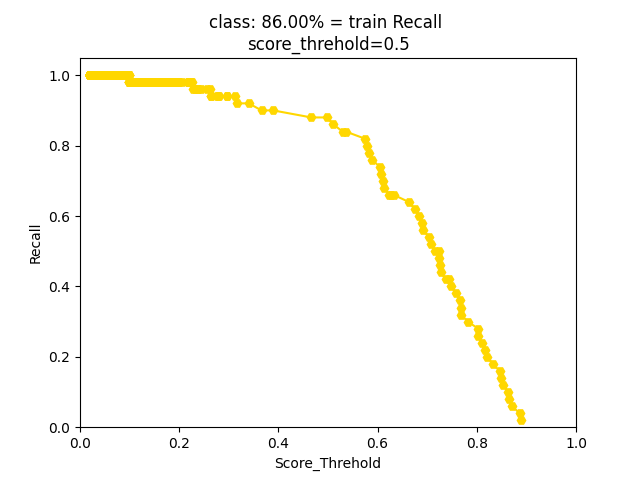 class: 86.00% = train Recall
score_threhold=0.5
1.0
0.8
0.6
0.4
0.2
0.0
Recall
0.0 0.2 0.4 0.6 0.8 1.0
Score_Threhold